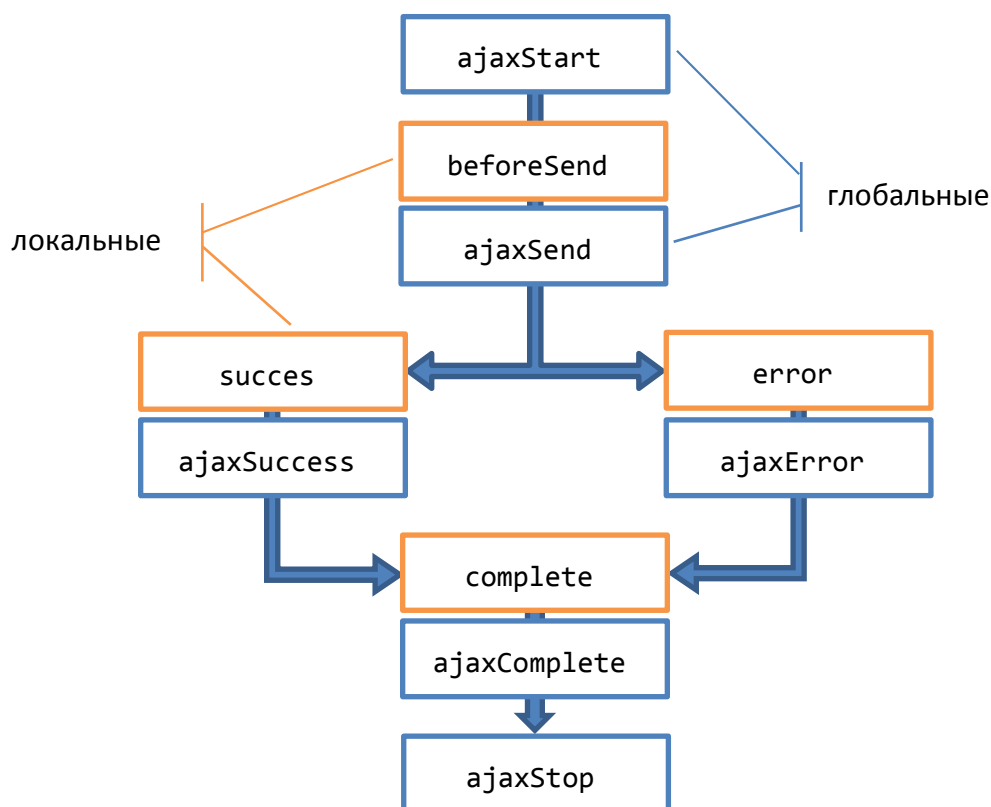 ajaxStart
beforeSend
глобальные
локальные
ajaxSend
succes
error
ajaxSuccess
ajaxError
complete
ajaxComplete
ajaxStop